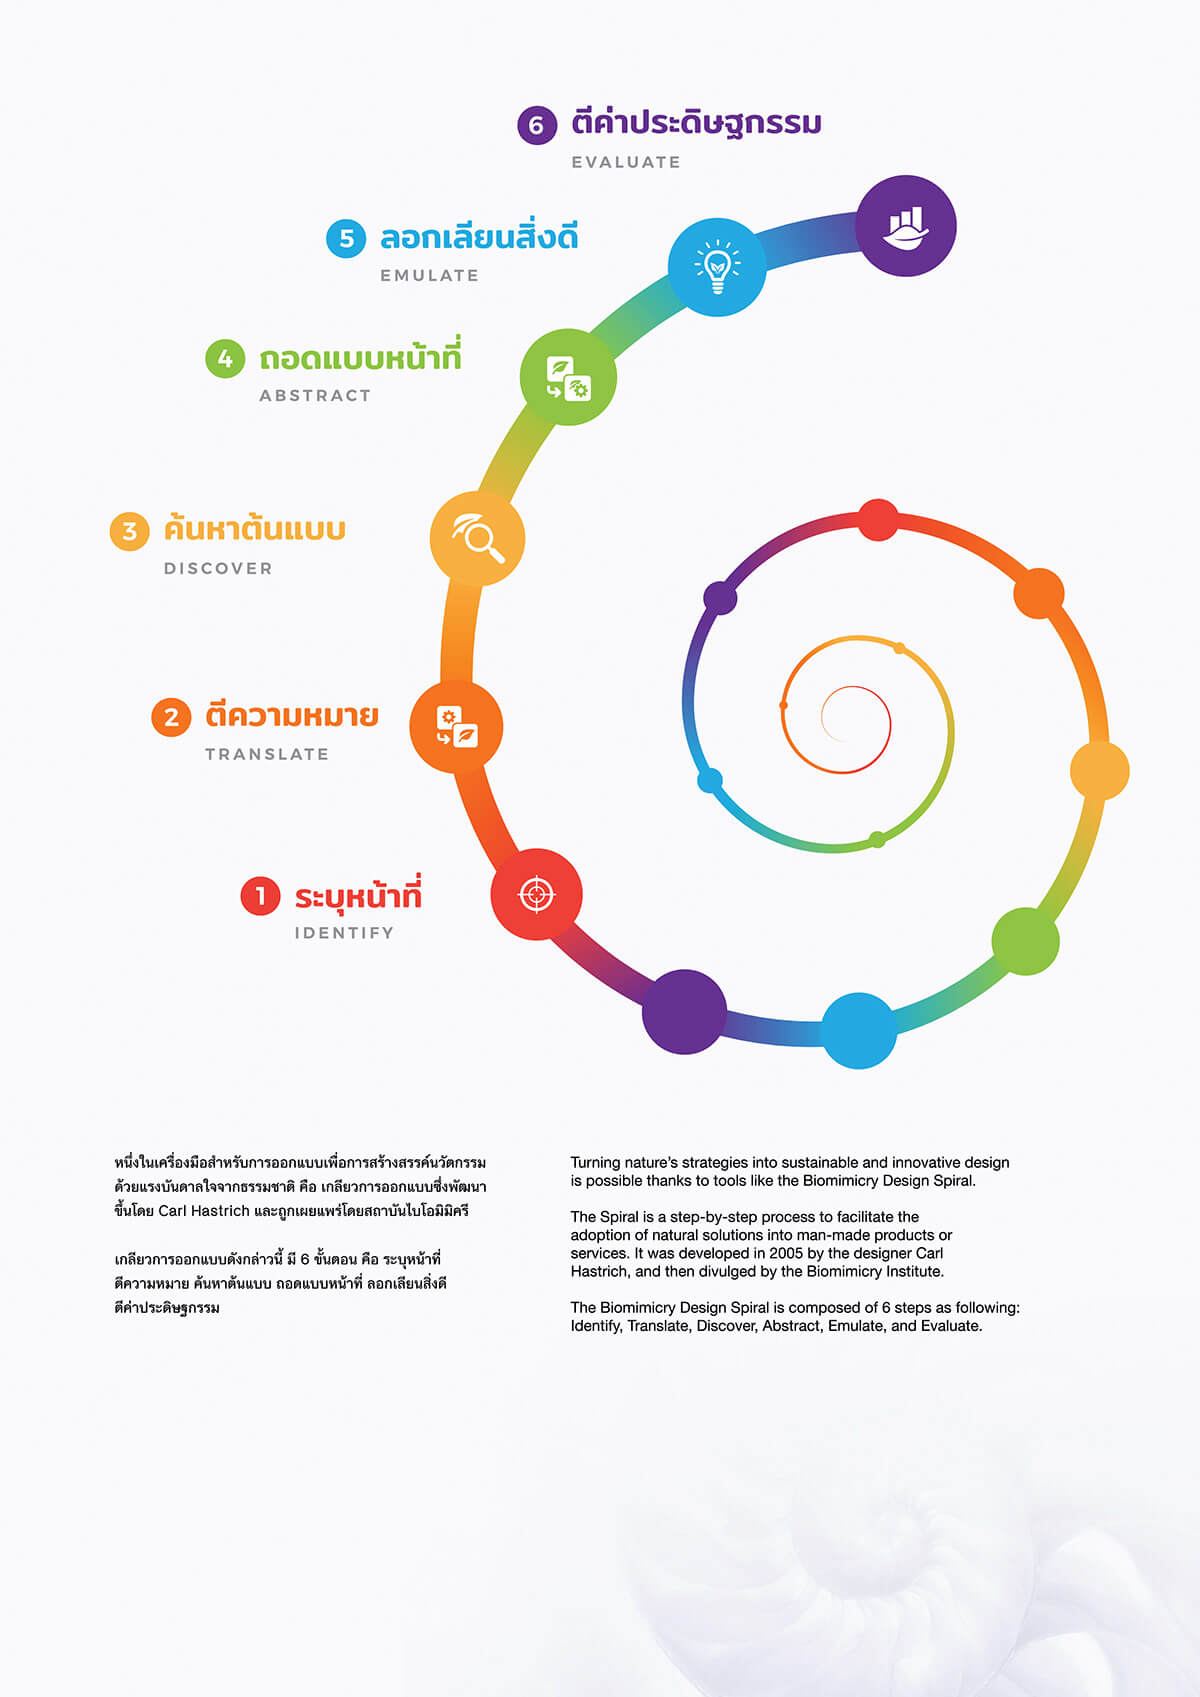 6 ตีค่าประดิษฐกรรม
EVALUATE
5 ลอกเลียนสิ่งดี
EMULATE
4 ถอดแบบหน้าที่
ABSTRACT
3 ค้นหาต้นแบบ
DISCOVER
2 ตีความหมาย
TRANSLATE
1 ระบุหน้าที่
IDENTIFY
หนึ่งในเครื่องมือสำหรับการออกแบบเพื่อการสร้างสรรค์นวัตกรรม
ด้วยแรงบันดาลใจจากธรรมชาติ คือ เกลียวการออกแบบซึ่งพัฒนา
ขึ้นโดย Carl Hastrich และถูกเผยแพร่โดยสถาบันไบโอมิมิครี
เกลียวการออกแบบดังกล่าวนี้ มี 6 ขั้นตอน คือ ระบุหน้าที่
ตีความหมาย ค้นหาต้นแบบ ถอดแบบหน้าที่ ลอกเลียนสิ่งดี
ตีค่าประดิษฐกรรม
Turning nature's strategies into sustainable and innovative design
is possible thanks to tools like the Biomimicry Design Spiral.
The Spiral is a step-by-step process to facilitate the
adoption of natural solutions into man-made products or
services. It was developed in 2005 by the designer Carl
Hastrich, and then divulged by the Biomimicry Institute.
The Biomimicry Design Spiral is composed of 6 steps as following:
Identify, Translate, Discover, Abstract, Emulate, and Evaluate.